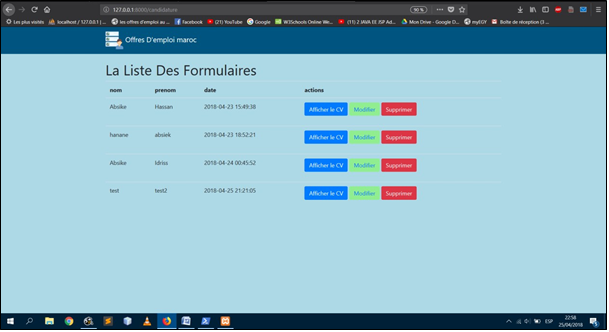 127.0.0.1:8000/candidature
90 %
Les plus visités localhost / 127.0.0.1 | ... les offres d'emploi au ... Facebook (21) YouTube Google W3Schools Online We... (11) 2 JAVA EE JSP Ad... Mon Drive - Google D... myEGY Boîte de réception (3 ...
Offres D'emploi maroc
La Liste Des Formulaires
nom prenom date actions
Absike Hassan 2018-04-23 15:49:38 Afficher le CV Modifier Supprimer
hanane absiek 2018-04-23 18:52:21 Afficher le CV Modifier Supprimer
Absike Idriss 2018-04-24 00:45:52 Afficher le CV Modifier Supprimer
test test2 2018-04-25 21:21:05 Afficher le CV Modifier Supprimer
ESP
22:58
25/04/2018